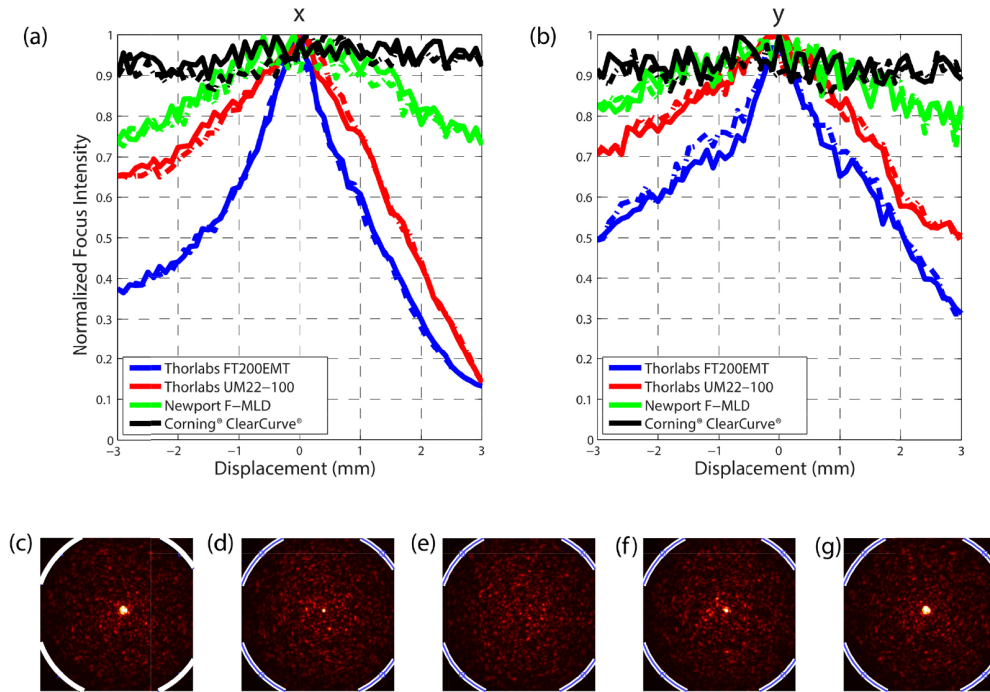 x
(a)
Normalized Focus Intensity
1
0.9
0.8
0.7
0.6
0.5
0.4
0.3
0.2
0.1
0
Thorlabs FT200EMT
Thorlabs UM22−100
Newport F−MLD
Corning® ClearCurve®
−3 −2 −1 0 1 2 3
Displacement (mm)
y
(b)
1
0.9
0.8
0.7
0.6
0.5
0.4
0.3
0.2
0.1
0
Thorlabs FT200EMT
Thorlabs UM22−100
Newport F−MLD
Corning® ClearCurve®
−3 −2 −1 0 1 2 3
Displacement (mm)
(c) (d) (e) (f) (g)